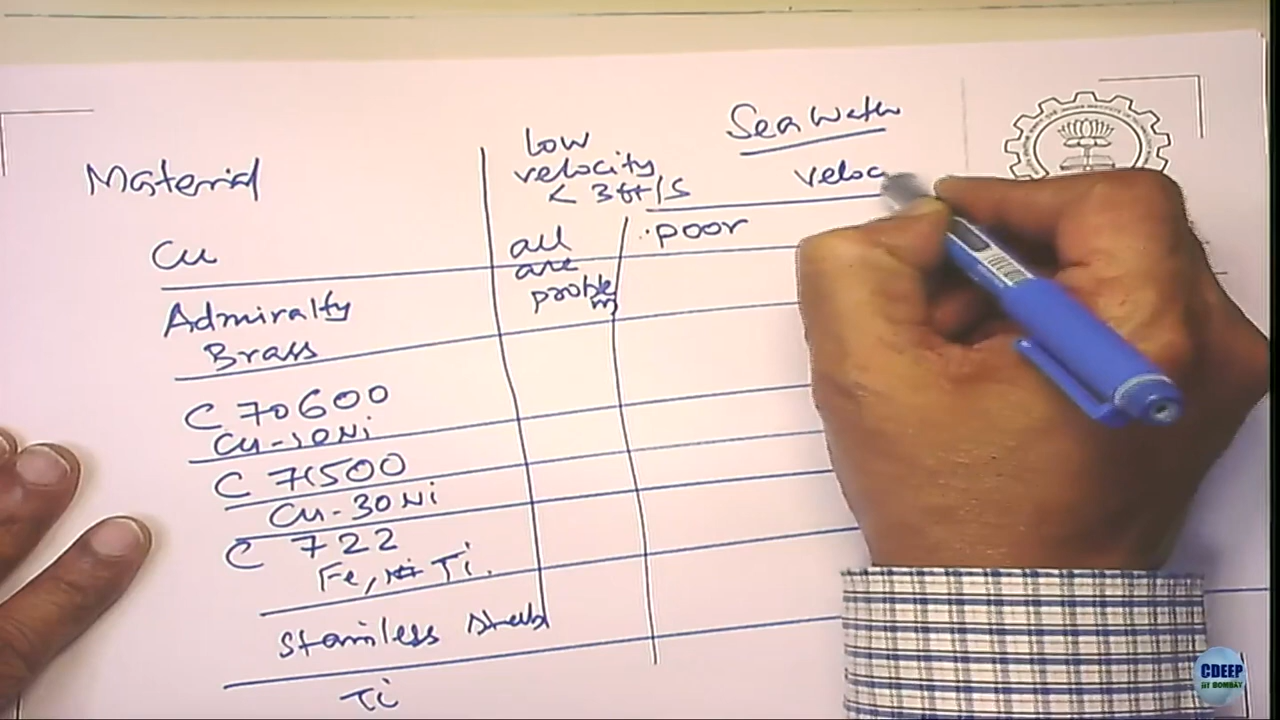 Sea Water
low
velocity
< 3ft/s
veloc
Material
Cu
all
are
problem
poor
Admiralty
Brass
C 70600
Cu-10Ni
C 71500
Cu-30Ni
C 722
Fe, Ti.
Stainless steels
Ti
CDEEP
IIT BOMBAY